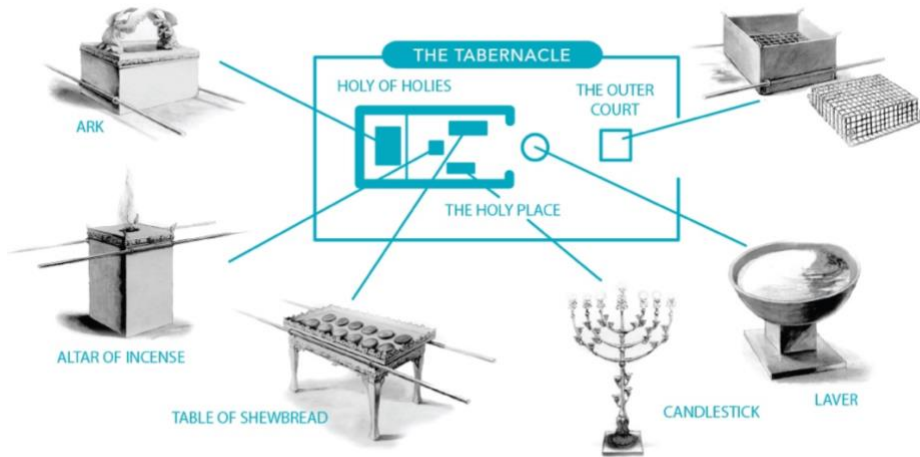 THE TABERNACLE
HOLY OF HOLIES
THE OUTER
COURT
ARK
THE HOLY PLACE
ALTAR OF INCENSE
TABLE OF SHEWBREAD
CANDLESTICK
LAVER